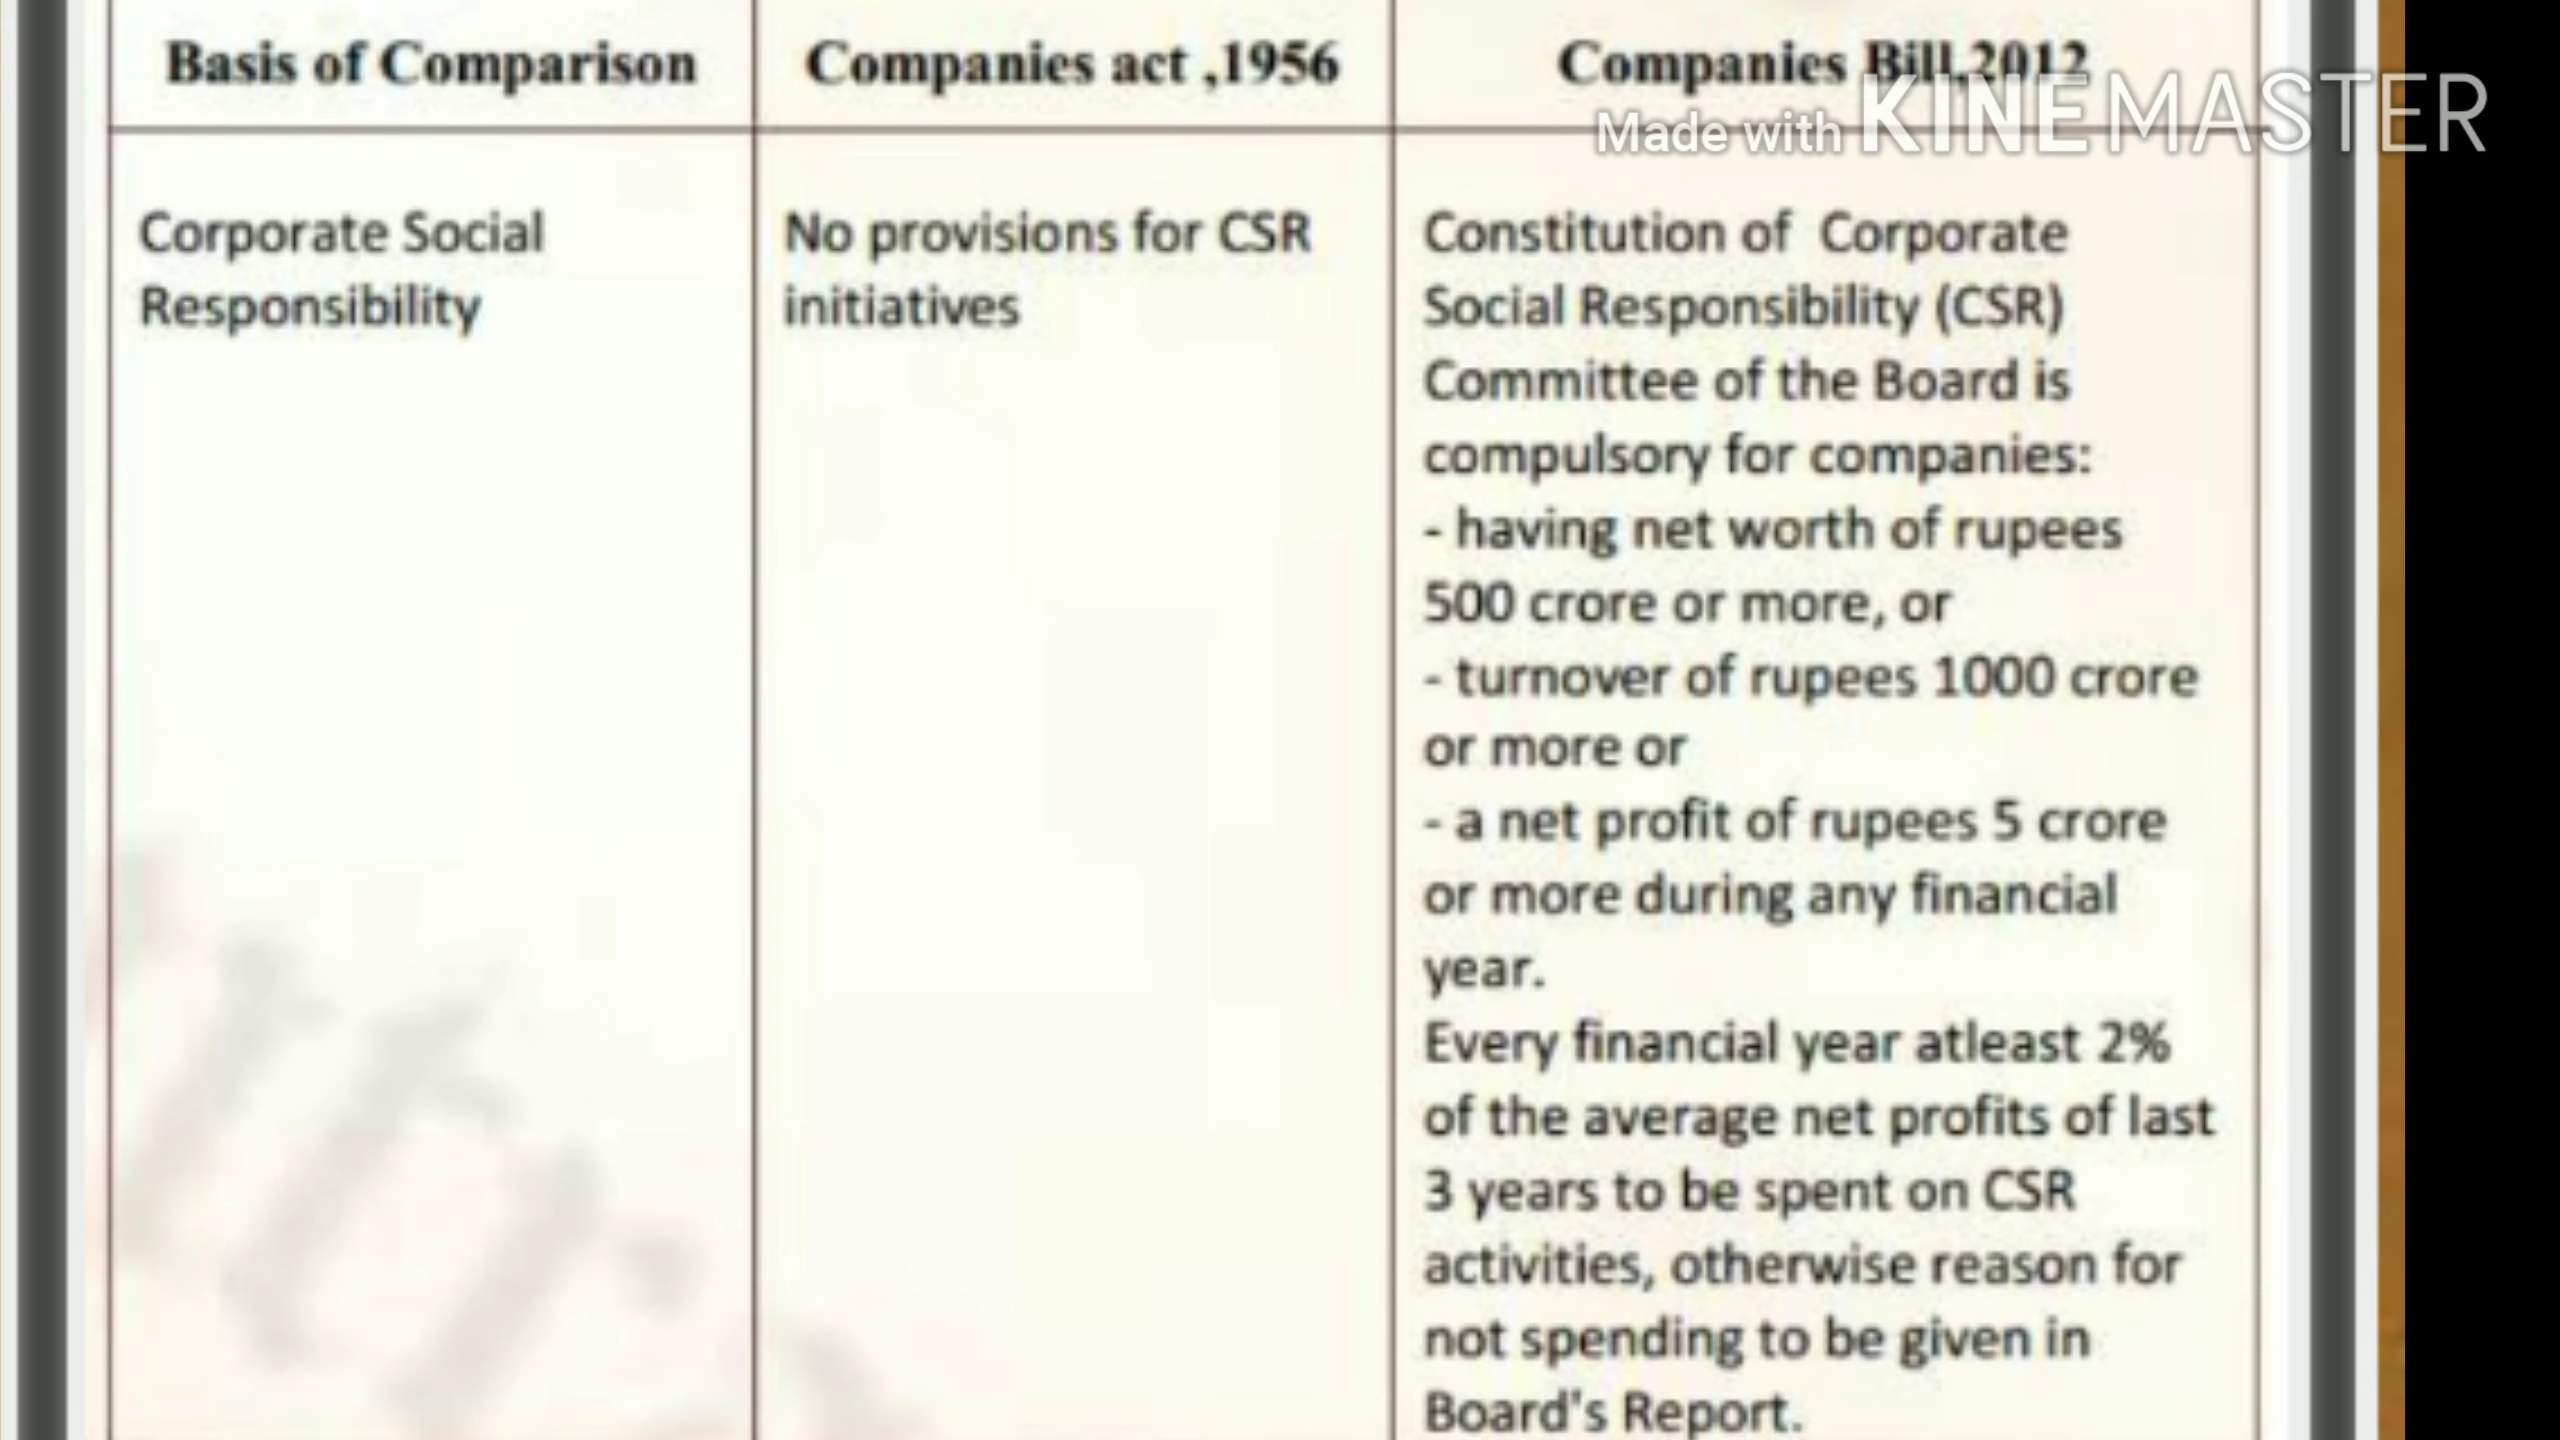 Basis of Comparison
Companies act ,1956
Companies Bill,2012
Made with KINEMASTER
Corporate Social
Responsibility
No provisions for CSR
initiatives
Constitution of  Corporate
Social Responsibility (CSR)
Committee of the Board is
compulsory for companies:
- having net worth of rupees
500 crore or more, or
- turnover of rupees 1000 crore
or more or
- a net profit of rupees 5 crore
or more during any financial
year.
Every financial year atleast 2%
of the average net profits of last
3 years to be spent on CSR
activities, otherwise reason for
not spending to be given in
Board's Report.